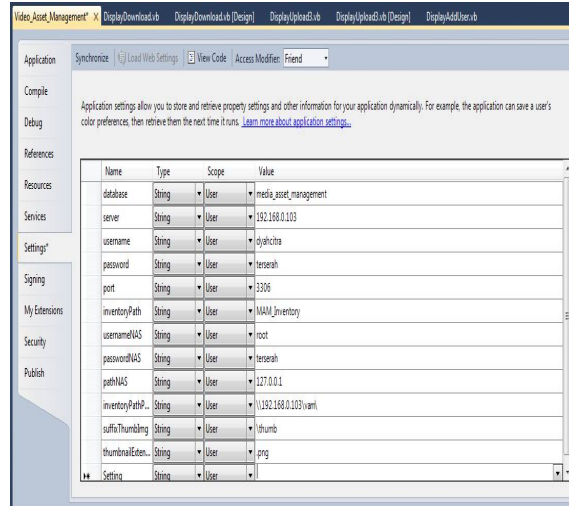 Video_Asset_Management* X DisplayDownload.vb DisplayDownload.vb [Design] DisplayUpload3.vb DisplayUpload3.vb [Design] DisplayAddUser.vb
Application
Compile
Debug
References
Resources
Services
Settings*
Signing
My Extensions
Security
Publish
Synchronize Load Web Settings View Code Access Modifier: Friend
Application settings allow you to store and retrieve property settings and other information for your application dynamically. For example, the application can save a user's
color preferences, then retrieve them the next time it runs. Learn more about application settings...
Name Type Scope Value
database String User media_asset_management
server String User 192.168.0.103
username String User dyahcitra
password String User terserah
port String User 3306
inventoryPath String User MAM_Inventory
usernameNAS String User root
passwordNAS String User terserah
pathNAS String User 127.0.0.1
inventoryPathP... String User \\192.168.0.103\vam\
suffixThumbImg String User \thumb
thumbnailExten... String User .png
Setting String User